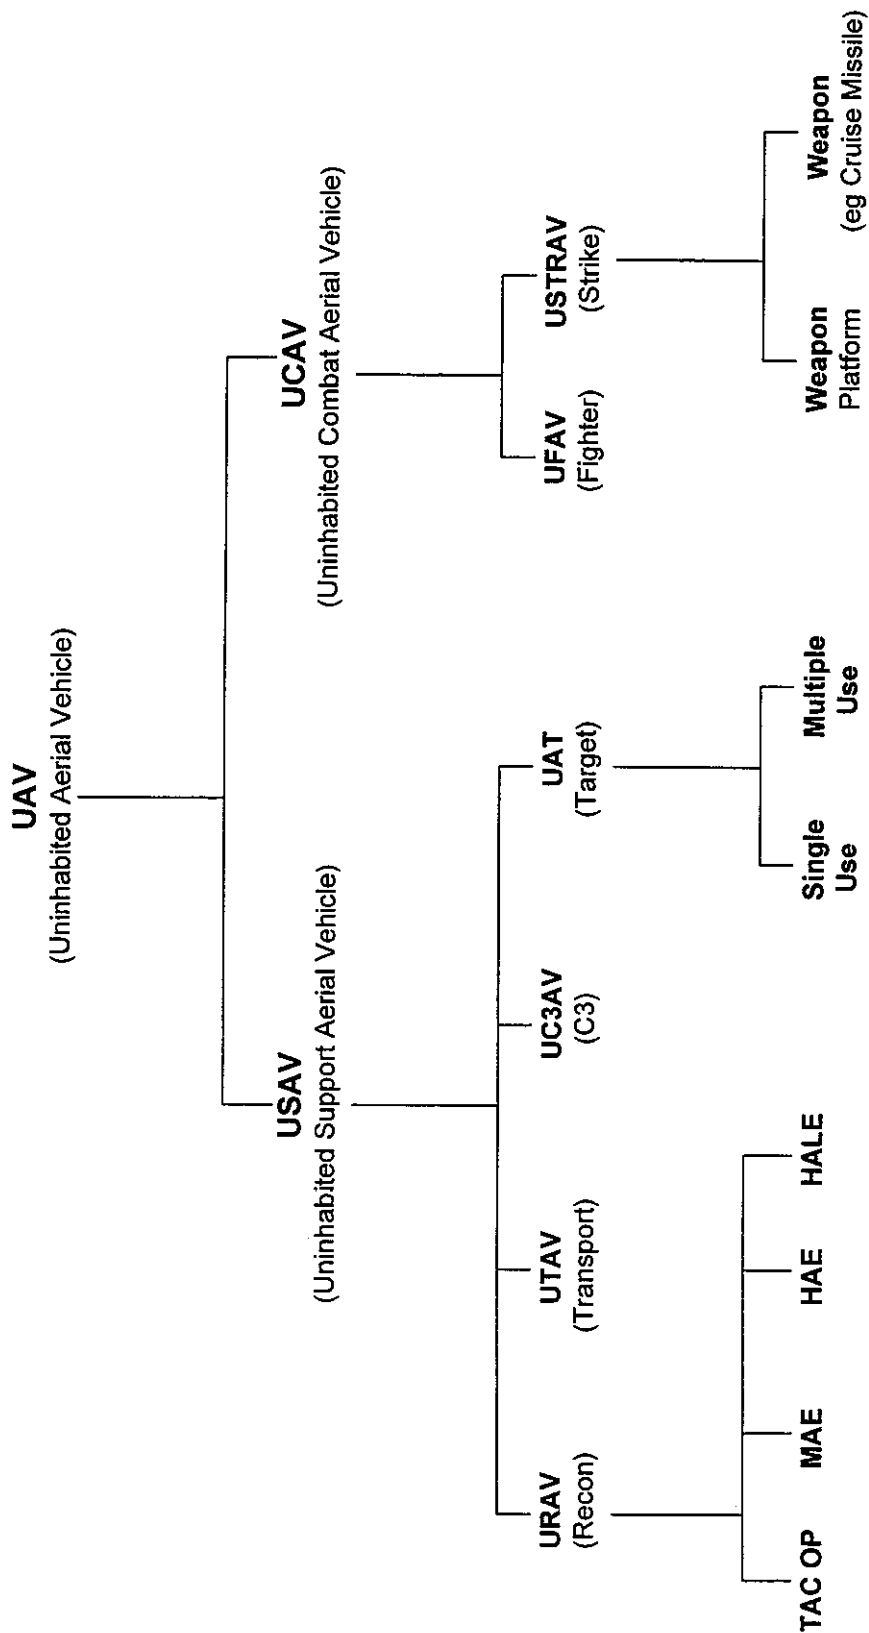 UAV
(Uninhabited Aerial Vehicle)
USAV
(Uninhabited Support Aerial Vehicle)
UCAV
(Uninhabited Combat Aerial Vehicle)
URAV
(Recon)
UTAV
(Transport)
UC3AV
(C3)
UAT
(Target)
UFAV
(Fighter)
USTRAV
(Strike)
TAC OP
MAE
HAE
HALE
Single
Use
Multiple
Use
Weapon
Platform
Weapon
(eg Cruise Missile)